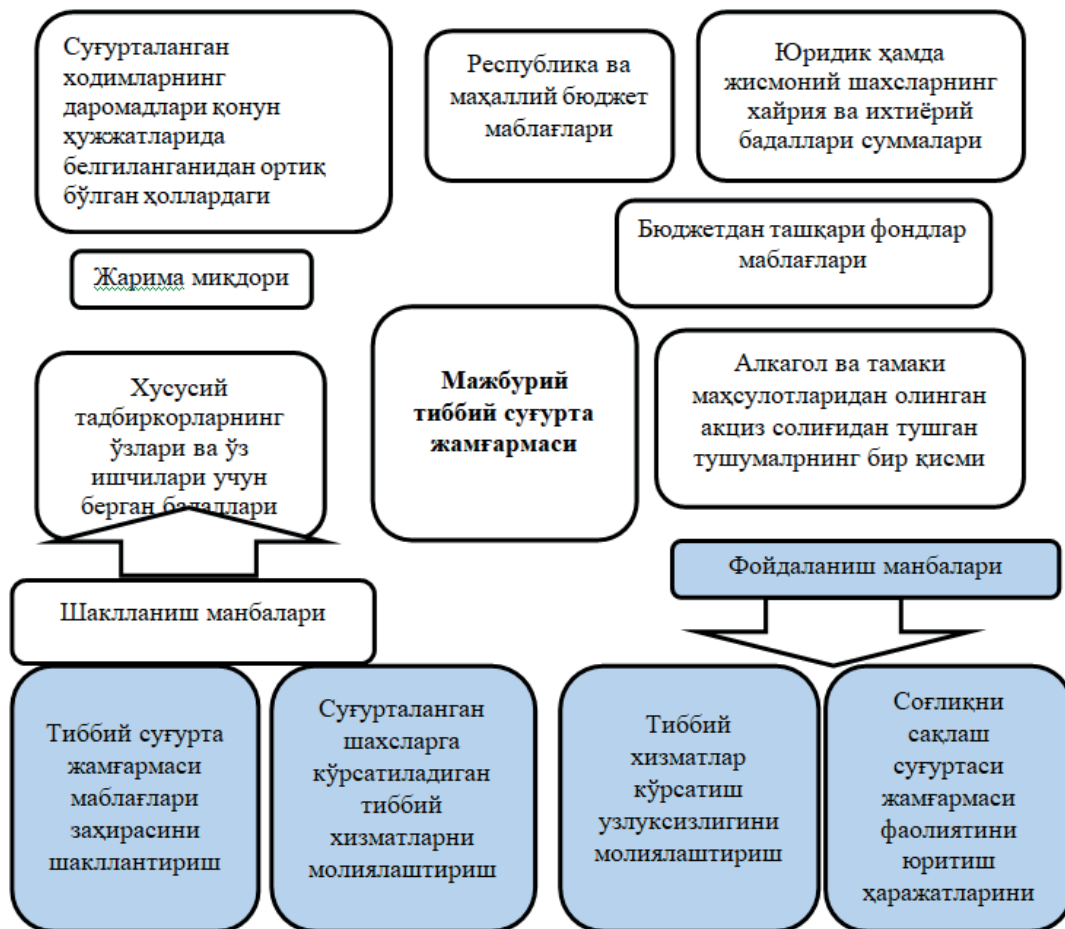 Суғурталанган
ходимларнинг
даромадлари қонун
ҳужжатларида
белгиланганидан ортиқ
бўлган ҳоллардаги
Республика ва
маҳаллий бюджет
маблағлари
Юридик ҳамда
жисмоний шахсларнинг
хайрия ва ихтиёрий
бадаллари суммалари
Бюджетдан ташқари фондлар
маблағлари
Жарима миқдори
Хусусий
тадбиркорларнинг
ўзлари ва ўз
ишчилари учун
берган бадаллари
Мажбурий
тиббий суғурта
жамғармаси
Алкагол ва тамаки
маҳсулотларидан олинган
акциз солиғидан тушган
тушумалрнинг бир қисми
Шаклланиш манбалари
Фойдаланиш манбалари
Тиббий суғурта
жамғармаси
маблағлари
заҳирасини
шакллантириш
Суғурталанган
шахсларга
кўрсатиладиган
тиббий
хизматларни
молиялаштириш
Тиббий
хизматлар
кўрсатиш
узлуксизлигини
молиялаштириш
Соғлиқни
сақлаш
суғуртаси
жамғармаси
фаолиятини
юритиш
ҳаражатларини